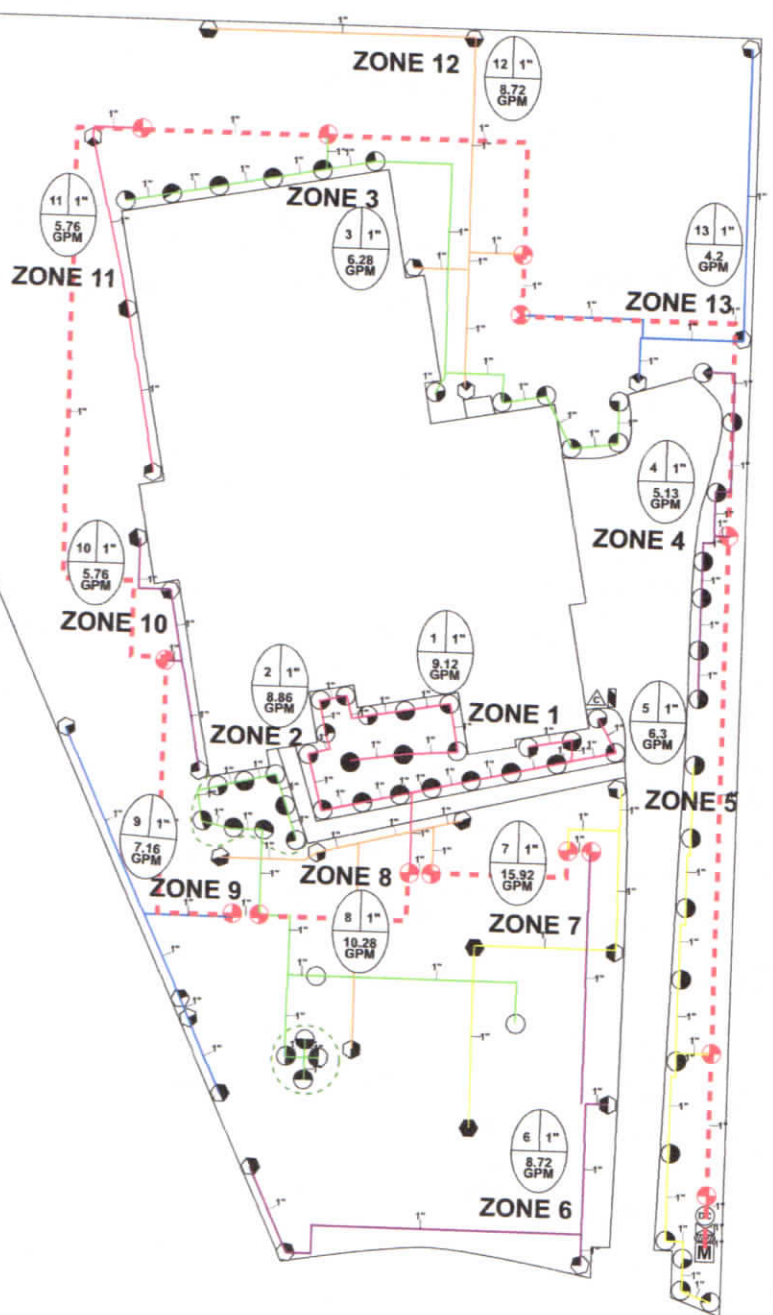 ZONE 12
12 1"
8.72
GPM
ZONE 3
3 1"
6.28
GPM
11 1"
5.76
GPM
ZONE 11
13 1"
4.2
GPM
ZONE 13
4 1"
5.13
GPM
ZONE 4
10 1"
5.76
GPM
ZONE 10
1 1"
9.12
GPM
2 1"
8.86
GPM
C
ZONE 2
ZONE 1
5 1"
6.3
GPM
ZONE 5
9 1"
7.16
GPM
ZONE 9
ZONE 8
7 1"
15.92
GPM
8 1"
10.28
GPM
ZONE 7
6 1"
8.72
GPM
ZONE 6
M